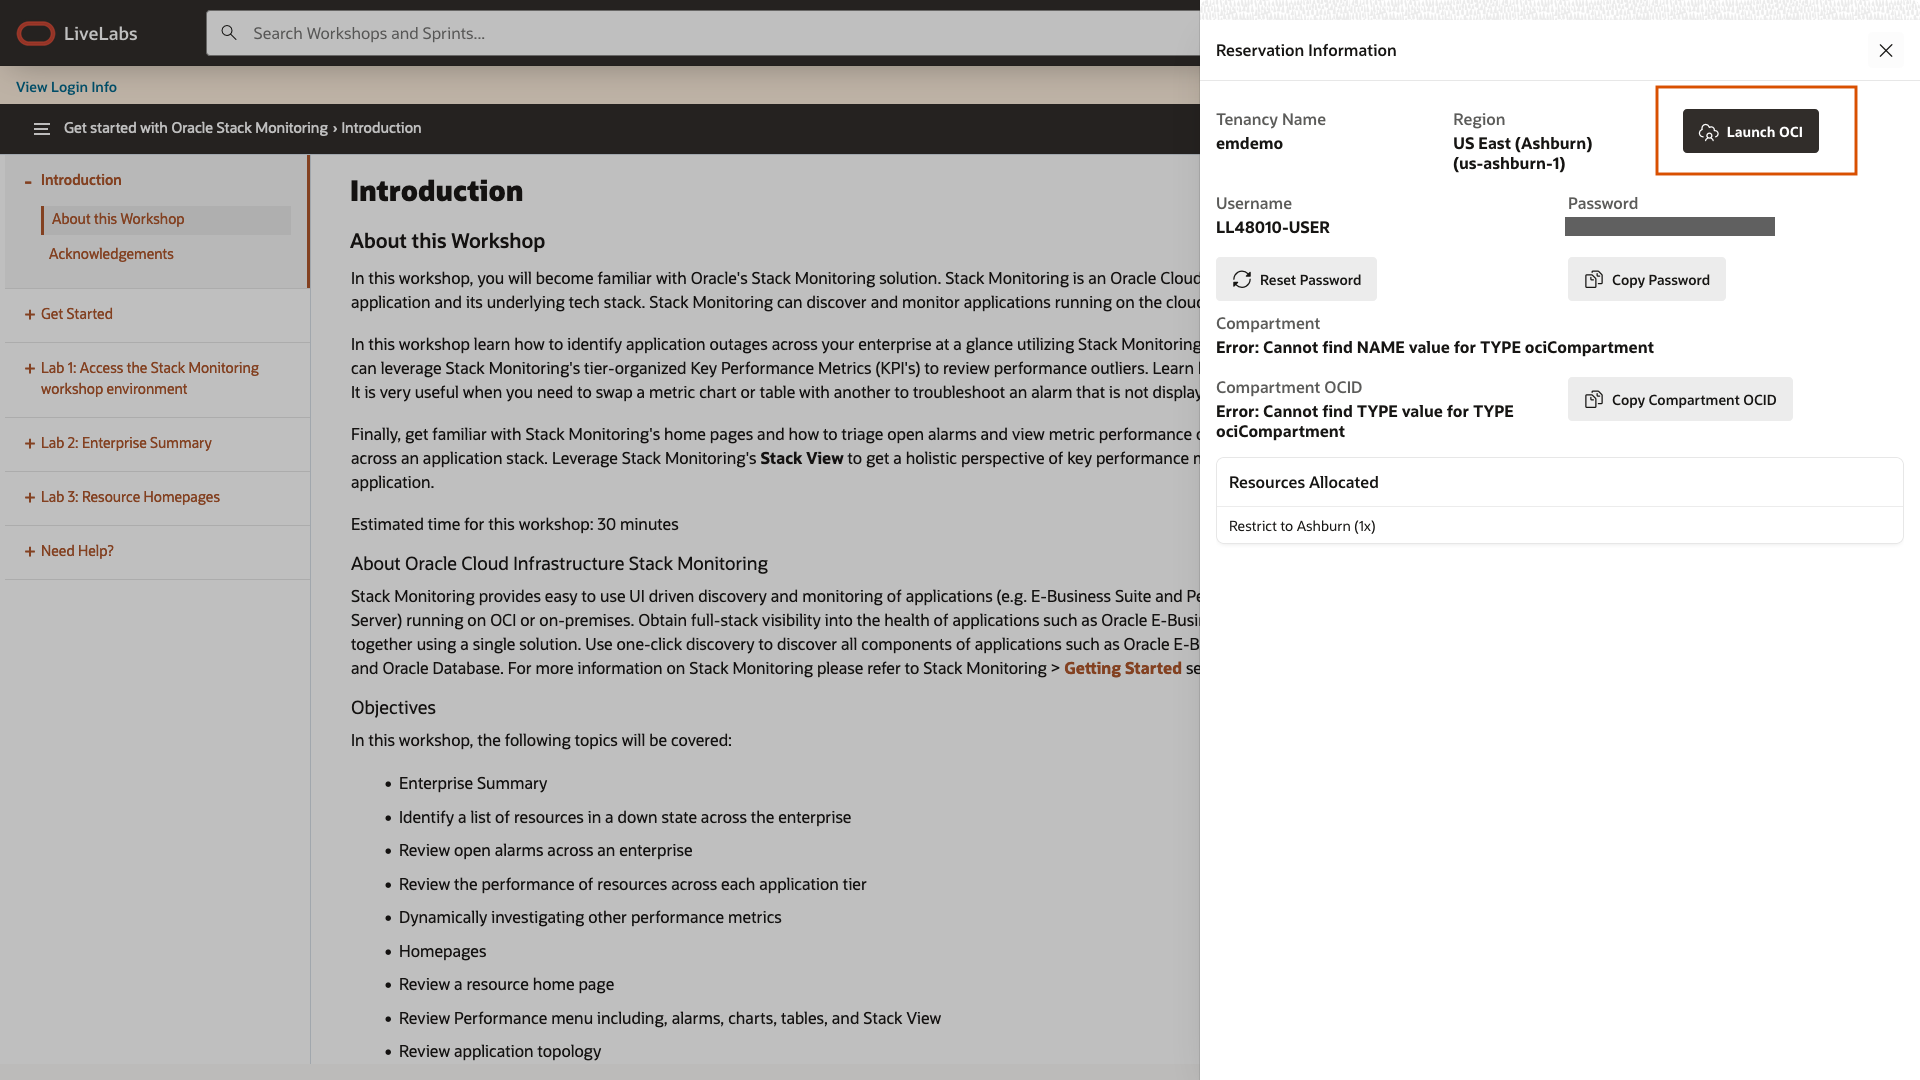 LiveLabs
Search Workshops and Sprints...
View Login Info
Get started with Oracle Stack Monitoring › Introduction
- Introduction
About this Workshop
Acknowledgements
+ Get Started
+ Lab 1: Access the Stack Monitoring
workshop environment
+ Lab 2: Enterprise Summary
+ Lab 3: Resource Homepages
+ Need Help?
Introduction
About this Workshop
In this workshop, you will become familiar with Oracle's Stack Monitoring solution. Stack Monitoring is an Oracle Cloud
application and its underlying tech stack. Stack Monitoring can discover and monitor applications running on the clou
In this workshop learn how to identify application outages across your enterprise at a glance utilizing Stack Monitoring
can leverage Stack Monitoring's tier-organized Key Performance Metrics (KPI's) to review performance outliers. Learn
It is very useful when you need to swap a metric chart or table with another to troubleshoot an alarm that is not display
Finally, get familiar with Stack Monitoring's home pages and how to triage open alarms and view metric performance
across an application stack. Leverage Stack Monitoring's Stack View to get a holistic perspective of key performance
application.
Estimated time for this workshop: 30 minutes
About Oracle Cloud Infrastructure Stack Monitoring
Stack Monitoring provides easy to use UI driven discovery and monitoring of applications (e.g. E-Business Suite and Pe
Server) running on OCI or on-premises. Obtain full-stack visibility into the health of applications such as Oracle E-Busi
together using a single solution. Use one-click discovery to discover all components of applications such as Oracle E-B
and Oracle Database. For more information on Stack Monitoring please refer to Stack Monitoring > Getting Started se
Objectives
In this workshop, the following topics will be covered:
• Enterprise Summary
• Identify a list of resources in a down state across the enterprise
• Review open alarms across an enterprise
• Review the performance of resources across each application tier
• Dynamically investigating other performance metrics
• Homepages
• Review a resource home page
• Review Performance menu including, alarms, charts, tables, and Stack View
• Review application topology
Reservation Information
Tenancy Name
emdemo
Region
US East (Ashburn)
(us-ashburn-1)
Launch OCI
Username
LL48010-USER
Password
Reset Password
Copy Password
Compartment
Error: Cannot find NAME value for TYPE ociCompartment
Compartment OCID
Error: Cannot find TYPE value for TYPE
ociCompartment
Copy Compartment OCID
Resources Allocated
Restrict to Ashburn (1x)